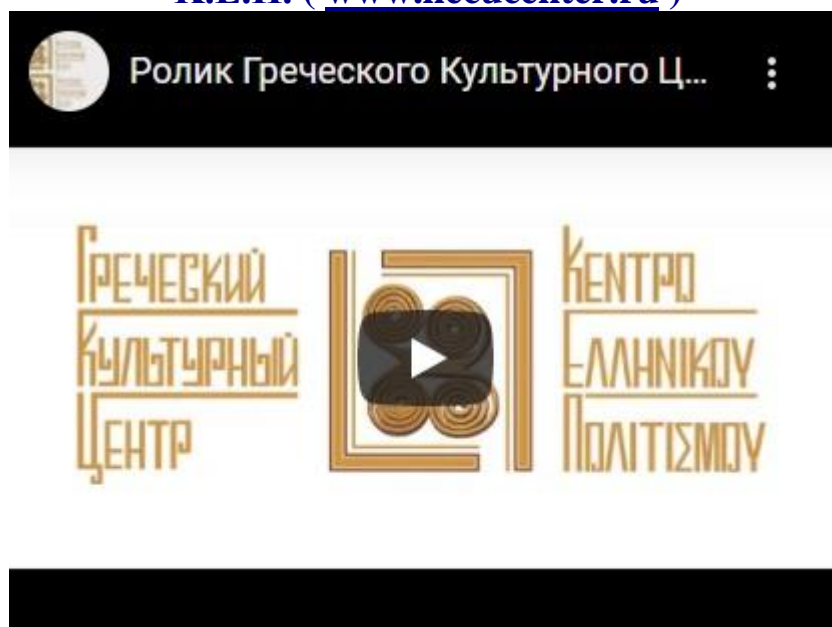 Ролик Греческого Культурного Ц...
Греческий
Культурный
Центр
Κεντρο
Ελληνικου
Πολιτισμου